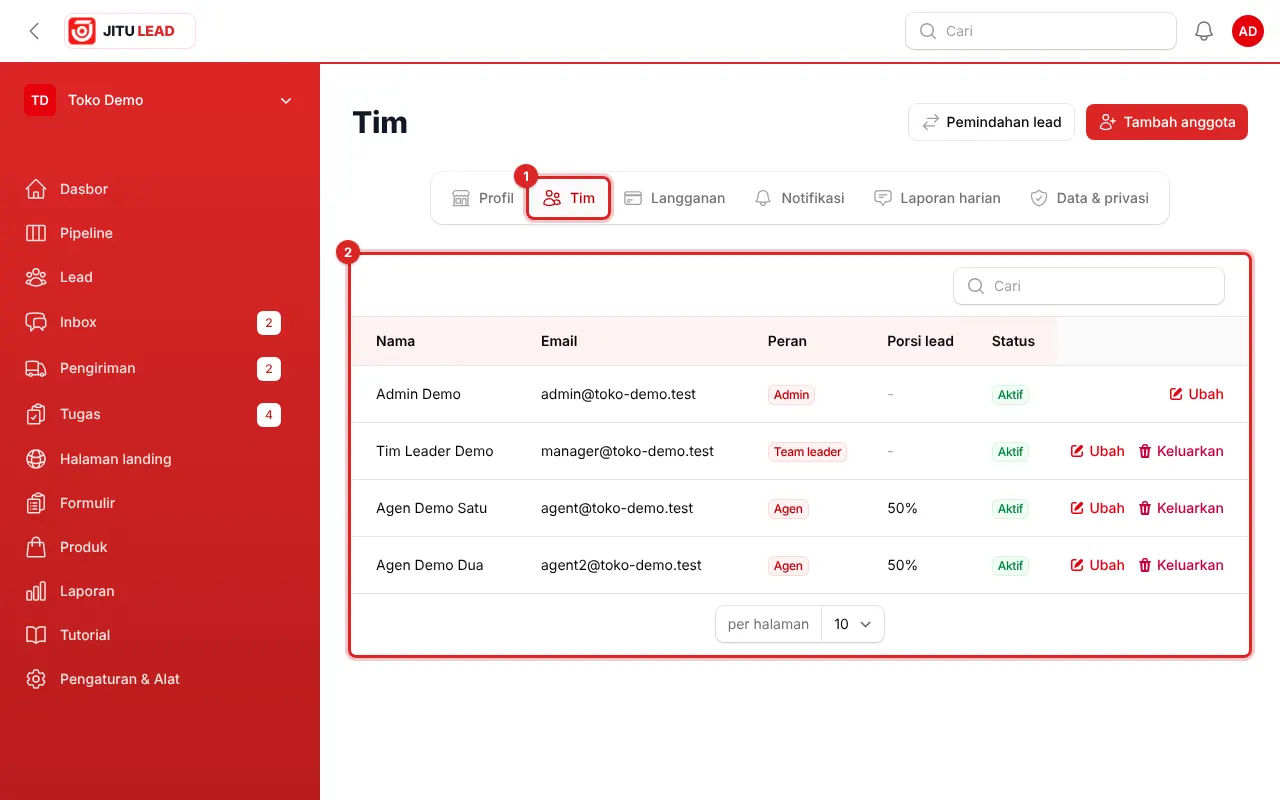 JITU LEAD
Cari
AD
TD Toko Demo
Dasbor
Pipeline
Lead
Inbox 2
Pengiriman 2
Tugas 4
Halaman landing
Formulir
Produk
Laporan
Tutorial
Pengaturan & Alat
Tim
Pemindahan lead
Tambah anggota
1
Profil Tim Langganan Notifikasi Laporan harian Data & privasi
2
Cari
Nama Email Peran Porsi lead Status
Admin Demo admin@toko-demo.test Admin - Aktif Ubah
Tim Leader Demo manager@toko-demo.test Team leader - Aktif Ubah Keluarkan
Agen Demo Satu agent@toko-demo.test Agen 50% Aktif Ubah Keluarkan
Agen Demo Dua agent2@toko-demo.test Agen 50% Aktif Ubah Keluarkan
per halaman 10